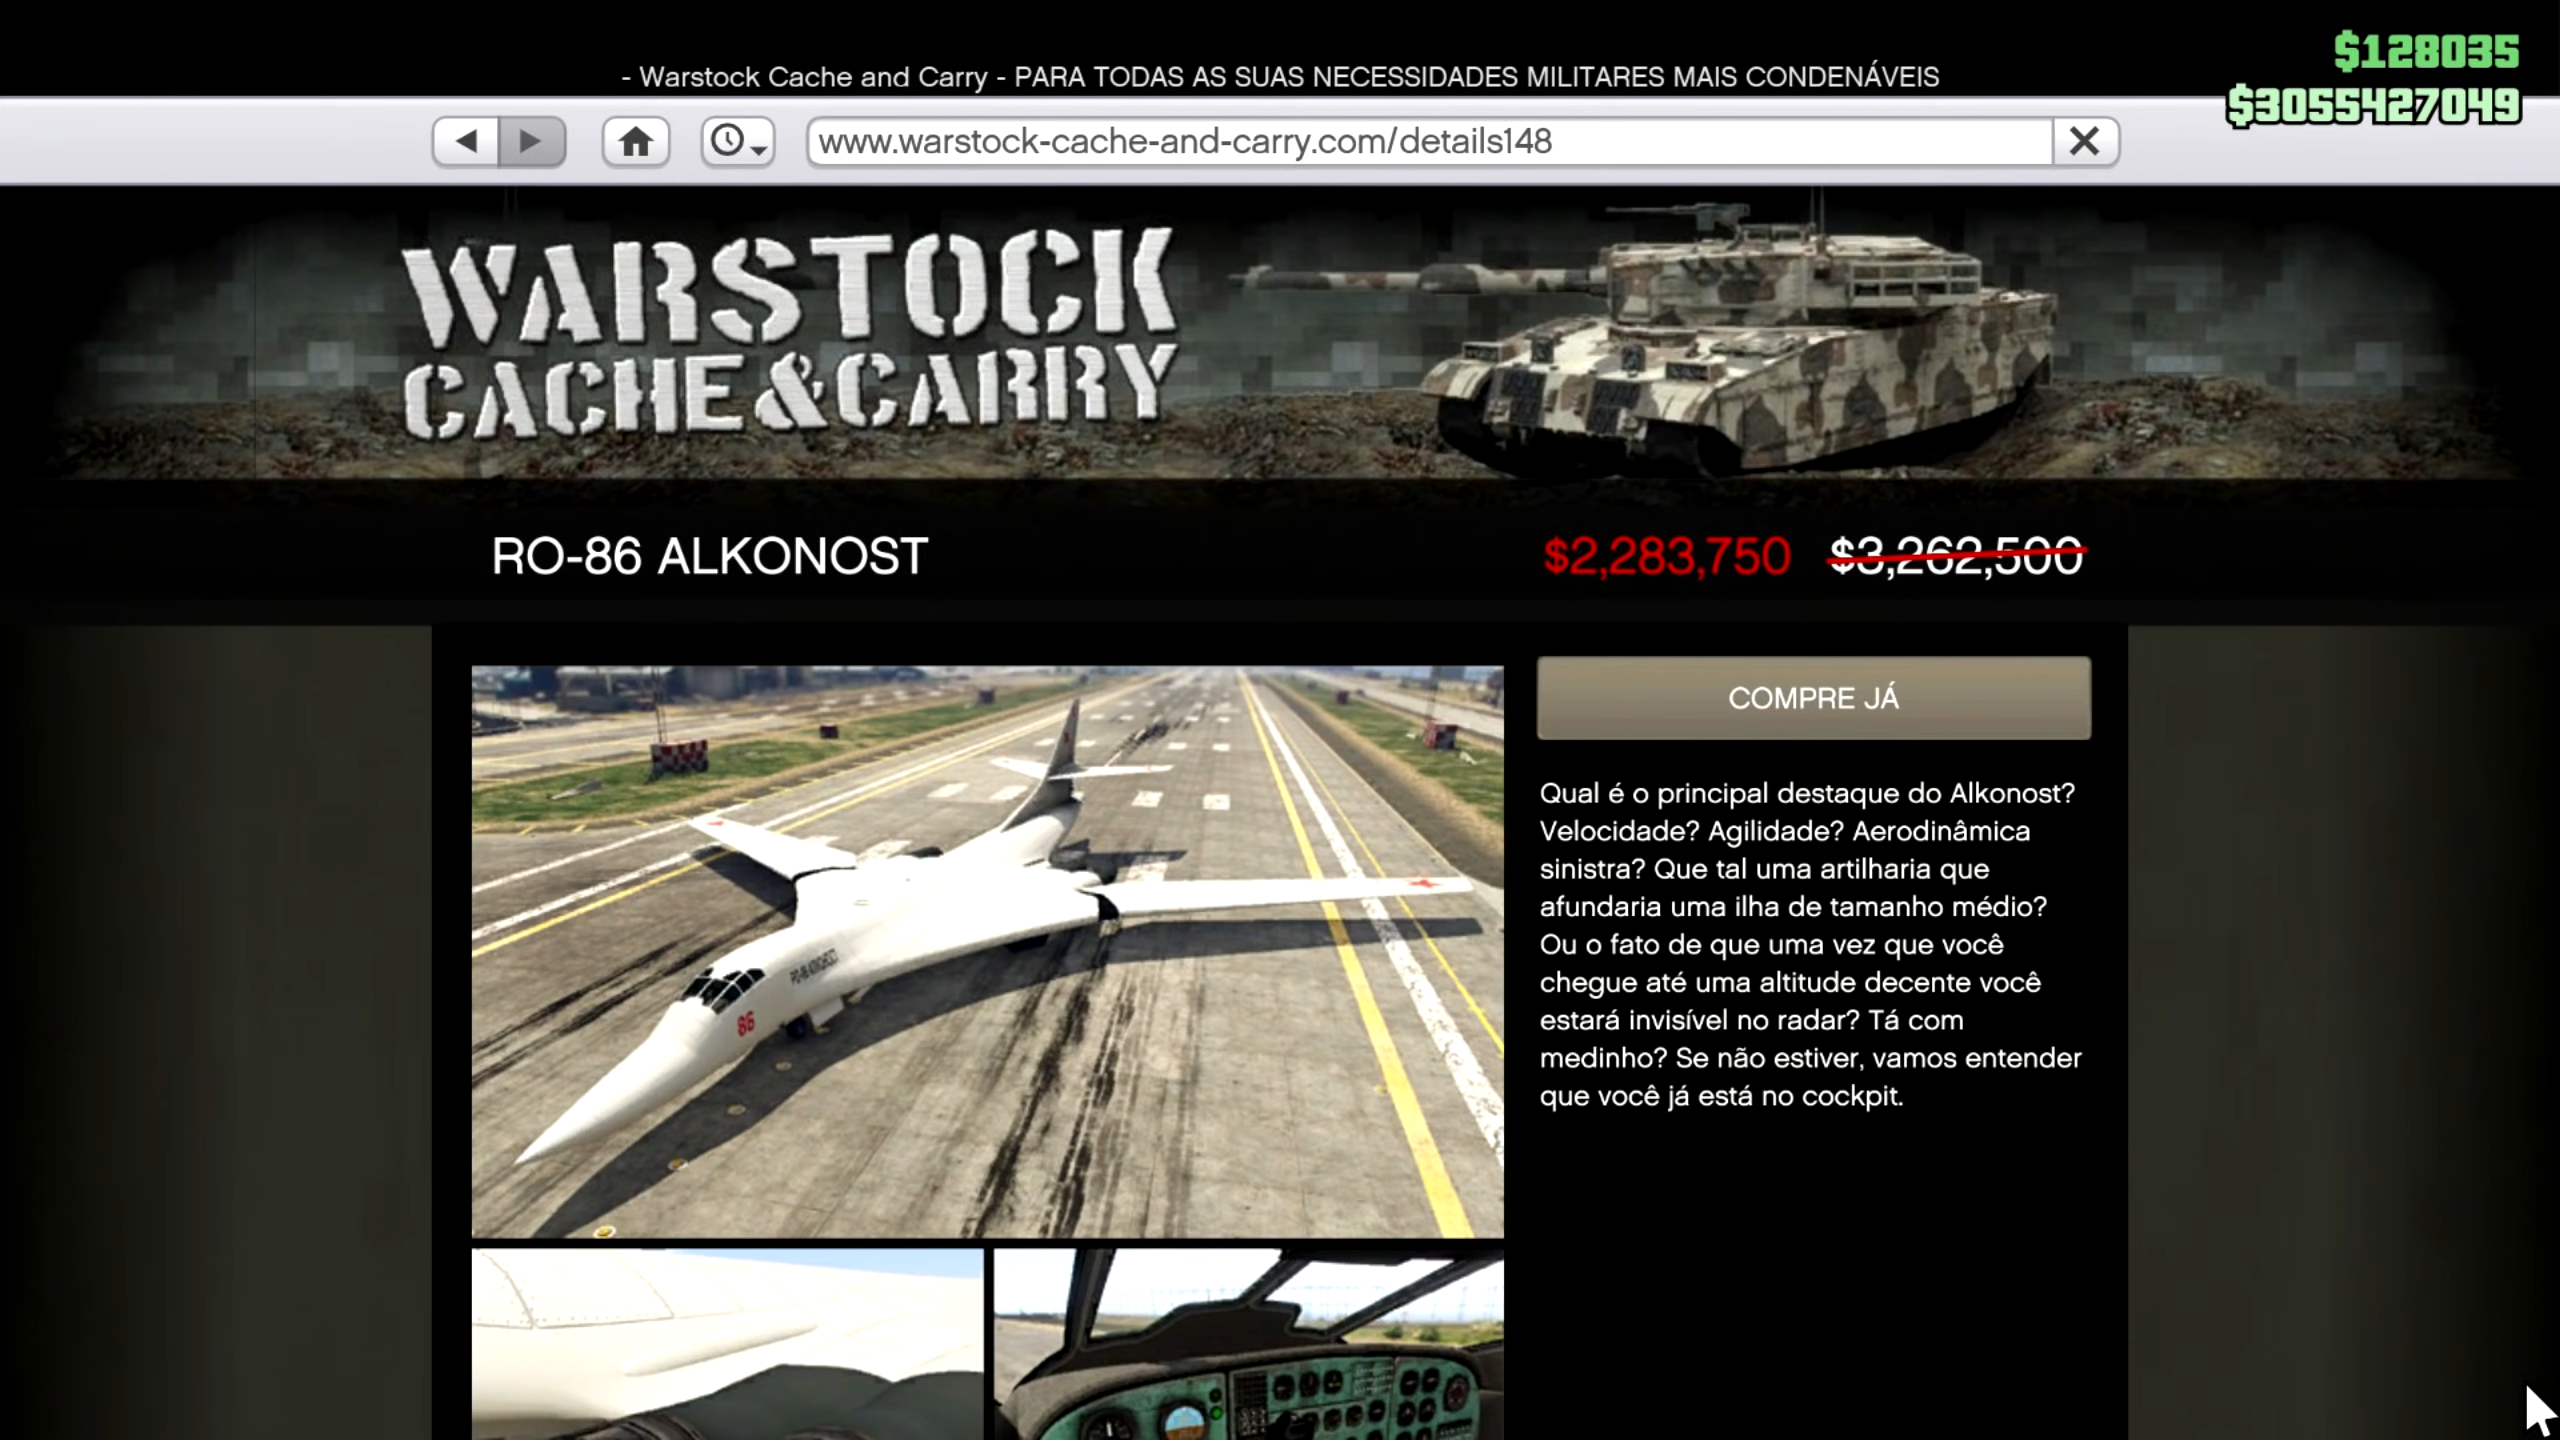 - Warstock Cache and Carry - PARA TODAS AS SUAS NECESSIDADES MILITARES MAIS CONDENÁVEIS
$128035
$3055427049
www.warstock-cache-and-carry.com/details148
WARSTOCK
CACHE&CARRY
RO-86 ALKONOST
$2,283,750 $3,262,500
COMPRE JÁ
Qual é o principal destaque do Alkonost?
Velocidade? Agilidade? Aerodinâmica
sinistra? Que tal uma artilharia que
afundaria uma ilha de tamanho médio?
Ou o fato de que uma vez que você
chegue até uma altitude decente você
estará invisível no radar? Tá com
medinho? Se não estiver, vamos entender
que você já está no cockpit.
86